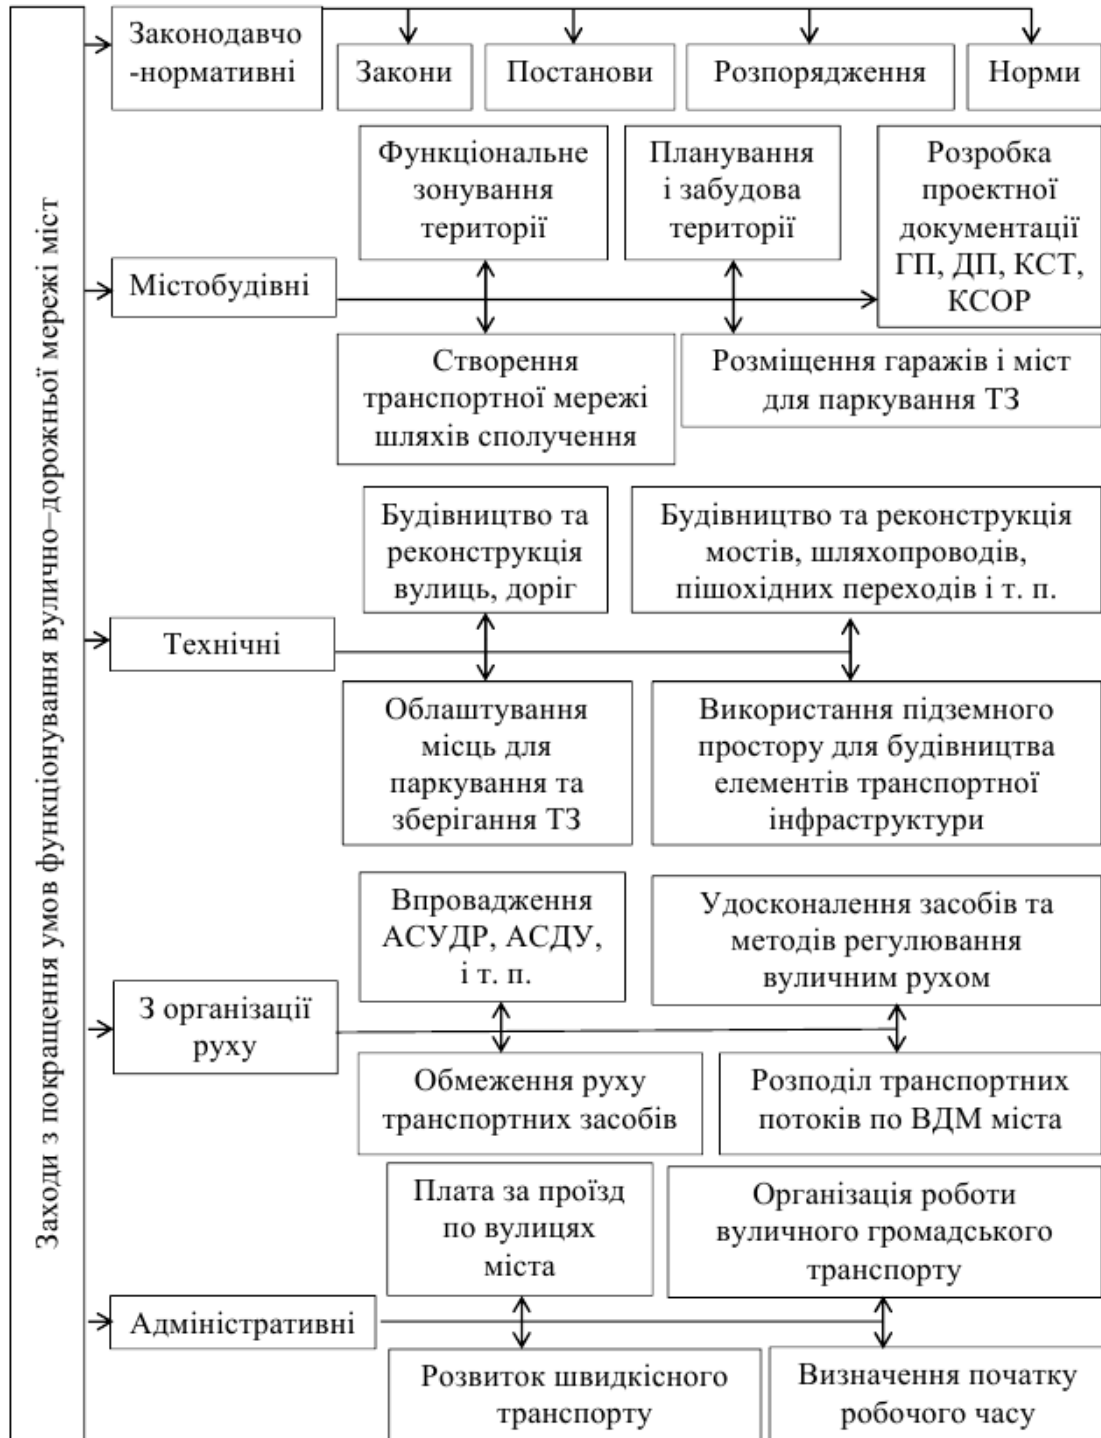 Заходи з покращення умов функціонування вулично–дорожньої мережі міст
Законодавчо
-нормативні
Закони
Постанови
Розпорядження
Норми
Містобудівні
Функціональне
зонування
території
Планування
і забудова
території
Розробка
проектної
документації
ГП, ДП, КСТ,
КСОР
Створення
транспортної мережі
шляхів сполучення
Розміщення гаражів і міст
для паркування ТЗ
Технічні
Будівництво та
реконструкція
вулиць, доріг
Будівництво та реконструкція
мостів, шляхопроводів,
пішохідних переходів і т. п.
Облаштування
місць для
паркування та
зберігання ТЗ
Використання підземного
простору для будівництва
елементів транспортної
інфраструктури
З організації
руху
Впровадження
АСУДР, АСДУ,
і т. п.
Удосконалення засобів та
методів регулювання
вуличним рухом
Обмеження руху
транспортних засобів
Розподіл транспортних
потоків по ВДМ міста
Адміністративні
Плата за проїзд
по вулицях
міста
Організація роботи
вуличного громадського
транспорту
Розвиток швидкісного
транспорту
Визначення початку
робочого часу